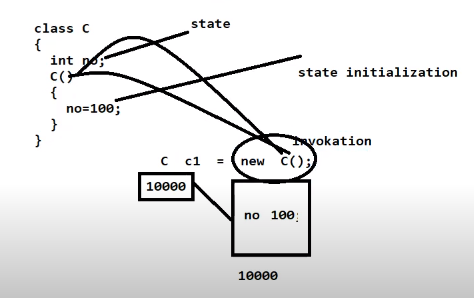 class C
{
int no;
C()
{
no=100;
}
}
state
state initialization
invokation
C c1 = new C();
10000
no 100;
10000